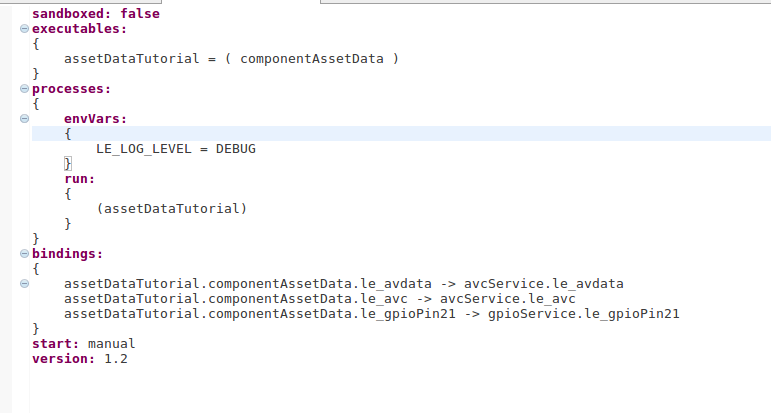 sandboxed: false
executables:
{
    assetDataTutorial = ( componentAssetData )
}
processes:
{
    envVars:
    {
        LE_LOG_LEVEL = DEBUG
    }
    run:
    {
        (assetDataTutorial)
    }
}
bindings:
{
    assetDataTutorial.componentAssetData.le_avdata -> avcService.le_avdata
    assetDataTutorial.componentAssetData.le_avc -> avcService.le_avc
    assetDataTutorial.componentAssetData.le_gpioPin21 -> gpioService.le_gpioPin21
}
start: manual
version: 1.2